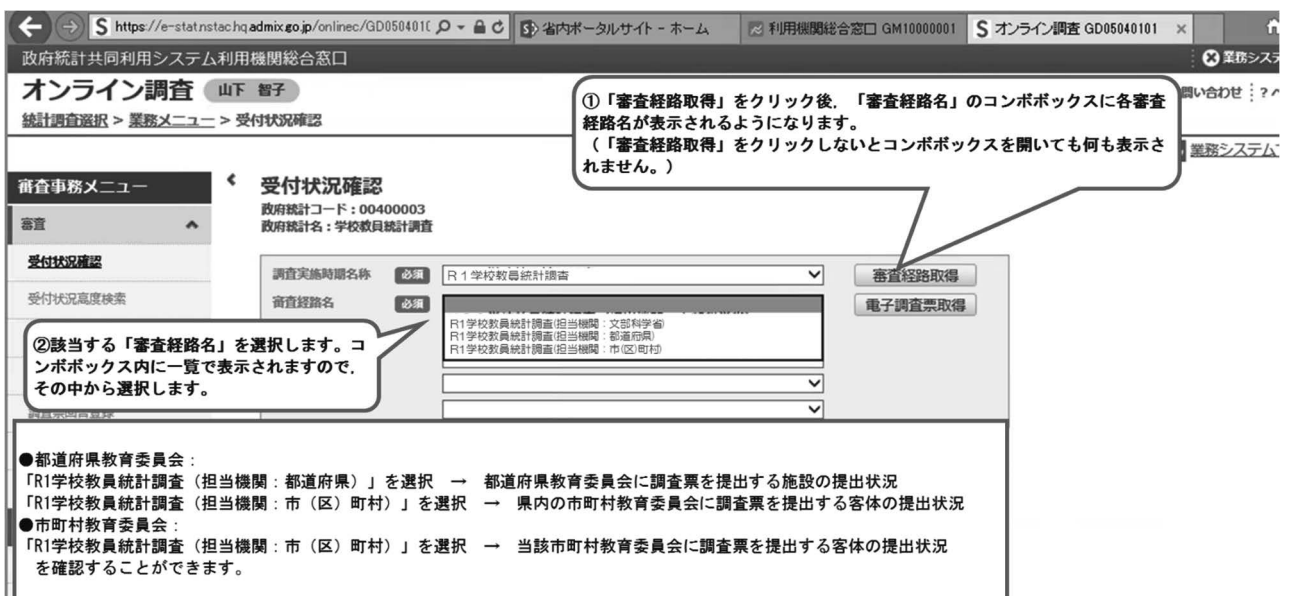 https://e-stat.nstac.hq.admix.go.jp/onlinec/GD0504010
省内ポータルサイト - ホーム
利用機関総合窓口 GM10000001
オンライン調査 GD05040101
政府統計共同利用システム利用機関総合窓口
業務システ
オンライン調査
山下 智子
問い合わせ
?ヘ
統計調査選択 > 業務メニュー > 受付状況確認
業務システム
①「審査経路取得」をクリック後,「審査経路名」のコンボボックスに各審査
経路名が表示されるようになります。
(「審査経路取得」をクリックしないとコンボボックスを開いても何も表示さ
れません。)
審査事務メニュー
審査
受付状況確認
受付状況高度検索
受付状況確認
政府統計コード:00400003
政府統計名:学校教員統計調査
調査実施時期名称 必須 R1学校教員統計調査 審査経路取得
審査経路名 必須 電子調査票取得
R1学校教員統計調査(担当機関:文部科学省)
R1学校教員統計調査(担当機関:都道府県)
R1学校教員統計調査(担当機関:市(区)町村)
②該当する「審査経路名」を選択します。コ
ンボボックス内に一覧で表示されますので,
その中から選択します。
●都道府県教育委員会:
「R1学校教員統計調査(担当機関:都道府県)」を選択 → 都道府県教育委員会に調査票を提出する施設の提出状況
「R1学校教員統計調査(担当機関:市(区)町村)」を選択 → 県内の市町村教育委員会に調査票を提出する客体の提出状況
●市町村教育委員会:
「R1学校教員統計調査(担当機関:市(区)町村)」を選択 → 当該市町村教育委員会に調査票を提出する客体の提出状況
を確認することができます。